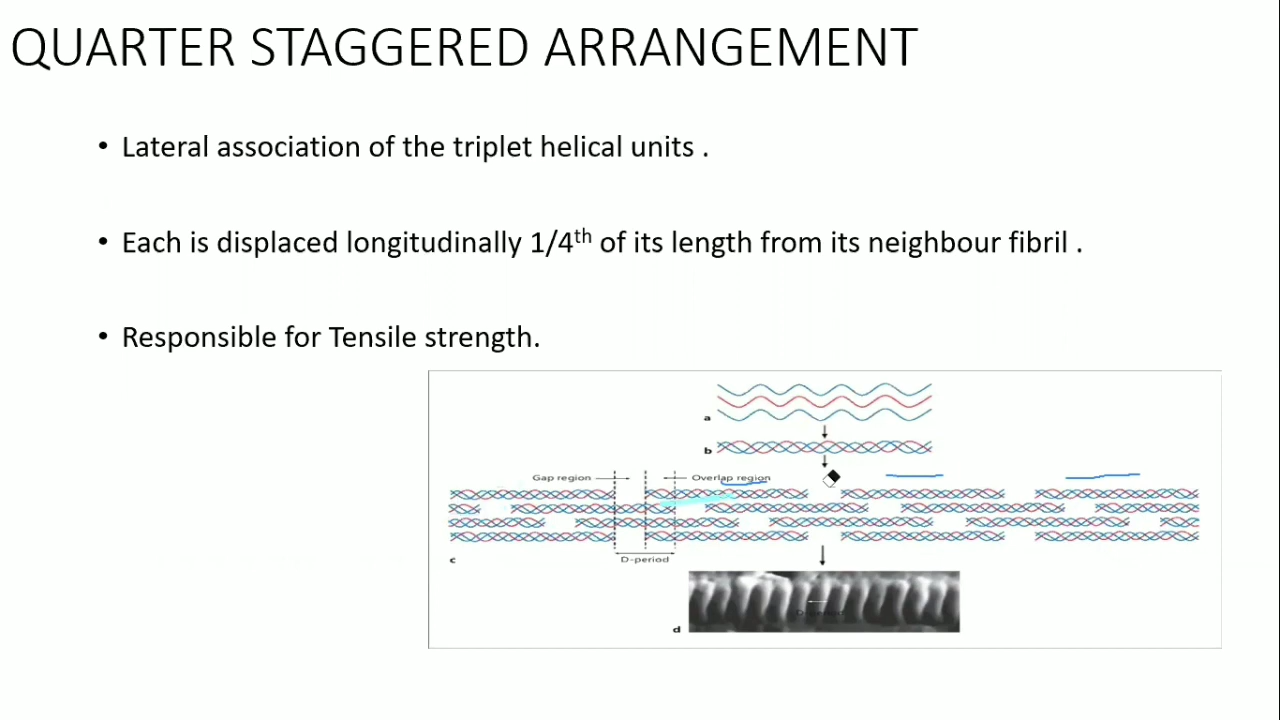 QUARTER STAGGERED ARRANGEMENT
• Lateral association of the triplet helical units .
• Each is displaced longitudinally 1/4th of its length from its neighbour fibril .
• Responsible for Tensile strength.
a
b
Gap region
Overlap region
D-period
c
D-period
d